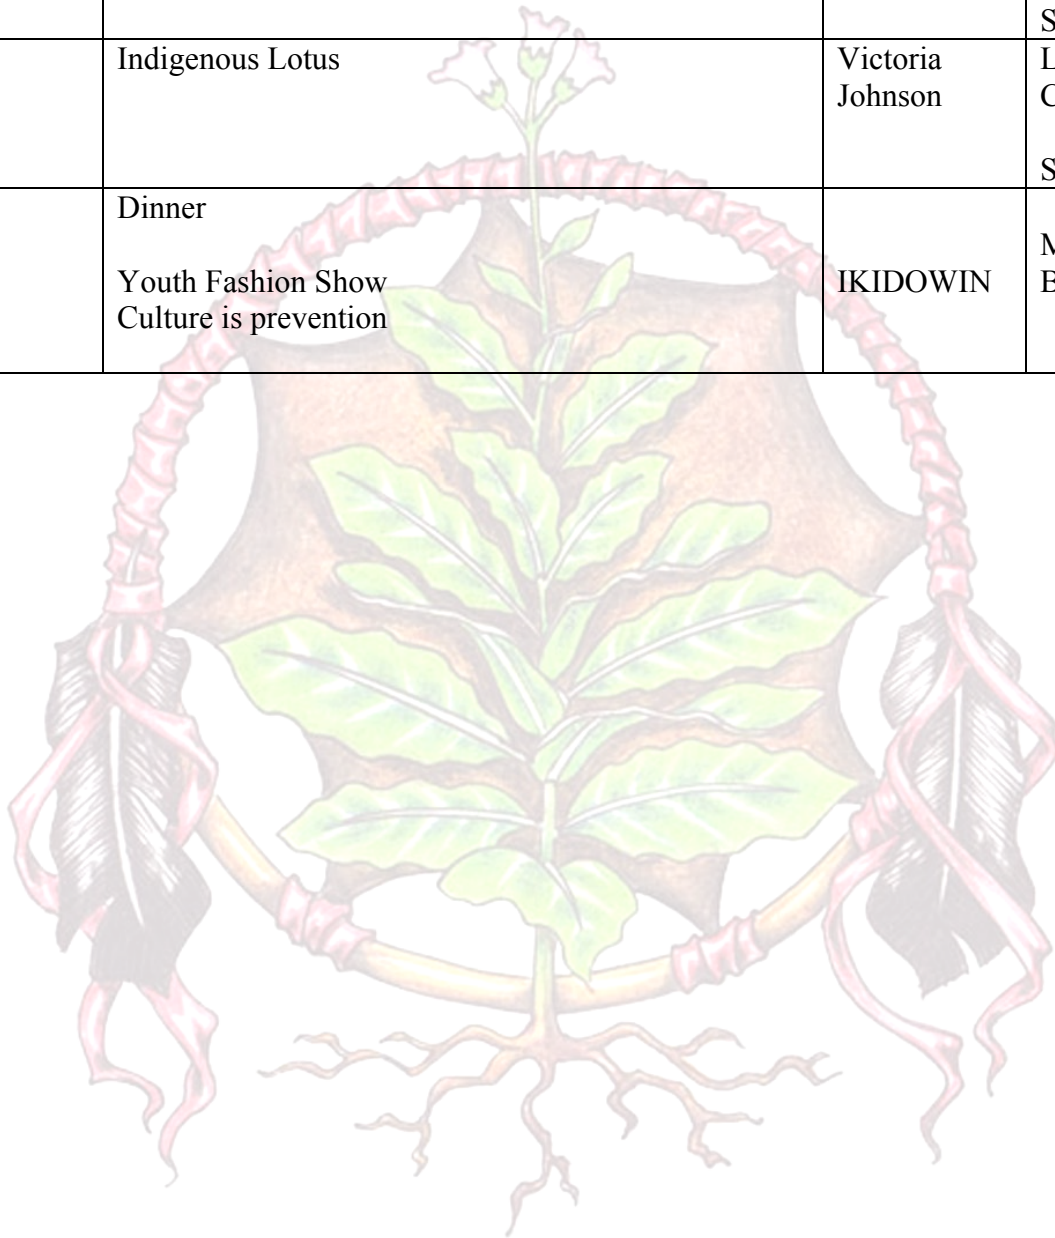 Indigenous Lotus
Victoria
Johnson
Dinner
Youth Fashion Show
Culture is prevention
IKIDOWIN